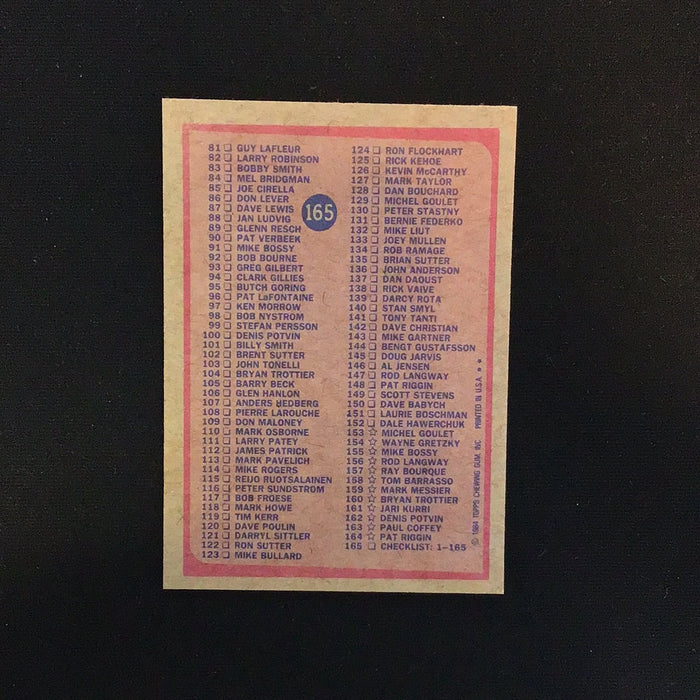 81 GUY LAFLEUR
82 LARRY ROBINSON
83 BOBBY SMITH
84 MEL BRIDGMAN
85 JOE CIRELLA
86 DON LEVER
87 DAVE LEWIS
88 JAN LUDVIG
89 GLENN RESCH
90 PAT VERBEEK
91 MIKE BOSSY
92 BOB BOURNE
93 GREG GILBERT
94 CLARK GILLIES
95 BUTCH GORING
96 PAT LaFONTAINE
97 KEN MORROW
98 BOB NYSTROM
99 STEFAN PERSSON
100 DENIS POTVIN
101 BILLY SMITH
102 BRENT SUTTER
103 JOHN TONELLI
104 BRYAN TROTTIER
105 BARRY BECK
106 GLEN HANLON
107 ANDERS HEDBERG
108 PIERRE LAROUCHE
109 DON MALONEY
110 MARK OSBORNE
111 LARRY PATEY
112 JAMES PATRICK
113 MARK PAVELICH
114 MIKE ROGERS
115 REIJO RUOTSALAINEN
116 PETER SUNDSTROM
117 BOB FROESE
118 MARK HOWE
119 TIM KERR
120 DAVE POULIN
121 DARRYL SITTLER
122 RON SUTTER
123 MIKE BULLARD
165
124 RON FLOCKHART
125 RICK KEHOE
126 KEVIN McCARTHY
127 MARK TAYLOR
128 DAN BOUCHARD
129 MICHEL GOULET
130 PETER STASTNY
131 BERNIE FEDERKO
132 MIKE LIUT
133 JOEY MULLEN
134 ROB RAMAGE
135 BRIAN SUTTER
136 JOHN ANDERSON
137 DAN DAOUST
138 RICK VAIVE
139 DARCY ROTA
140 STAN SMYL
141 TONY TANTI
142 DAVE CHRISTIAN
143 MIKE GARTNER
144 BENGT GUSTAFSSON
145 DOUG JARVIS
146 AL JENSEN
147 ROD LANGWAY
148 PAT RIGGIN
149 SCOTT STEVENS
150 DAVE BABYCH
151 LAURIE BOSCHMAN
152 DALE HAWERCHUK
153 ☆ MICHEL GOULET
154 ☆ WAYNE GRETZKY
155 ☆ MIKE BOSSY
156 ☆ ROD LANGWAY
157 ☆ RAY BOURQUE
158 ☆ TOM BARRASSO
159 ☆ MARK MESSIER
160 ☆ BRYAN TROTTIER
161 ☆ JARI KURRI
162 ☆ DENIS POTVIN
163 ☆ PAUL COFFEY
164 ☆ PAT RIGGIN
165 CHECKLIST: 1-165
© 1984 TOPPS CHEWING GUM, INC. PRINTED IN U.S.A. * *